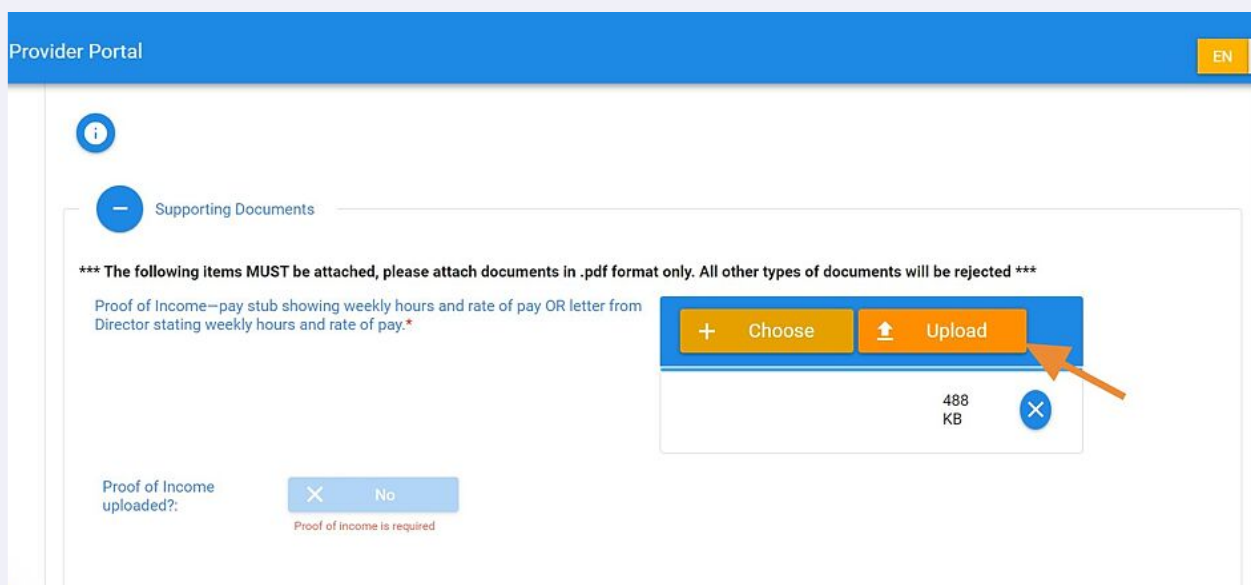 Provider Portal
EN
Supporting Documents
*** The following items MUST be attached, please attach documents in .pdf format only. All other types of documents will be rejected ***
Proof of Income—pay stub showing weekly hours and rate of pay OR letter from
Director stating weekly hours and rate of pay.*
Choose
Upload
488
KB
Proof of Income
uploaded?:
No
Proof of income is required